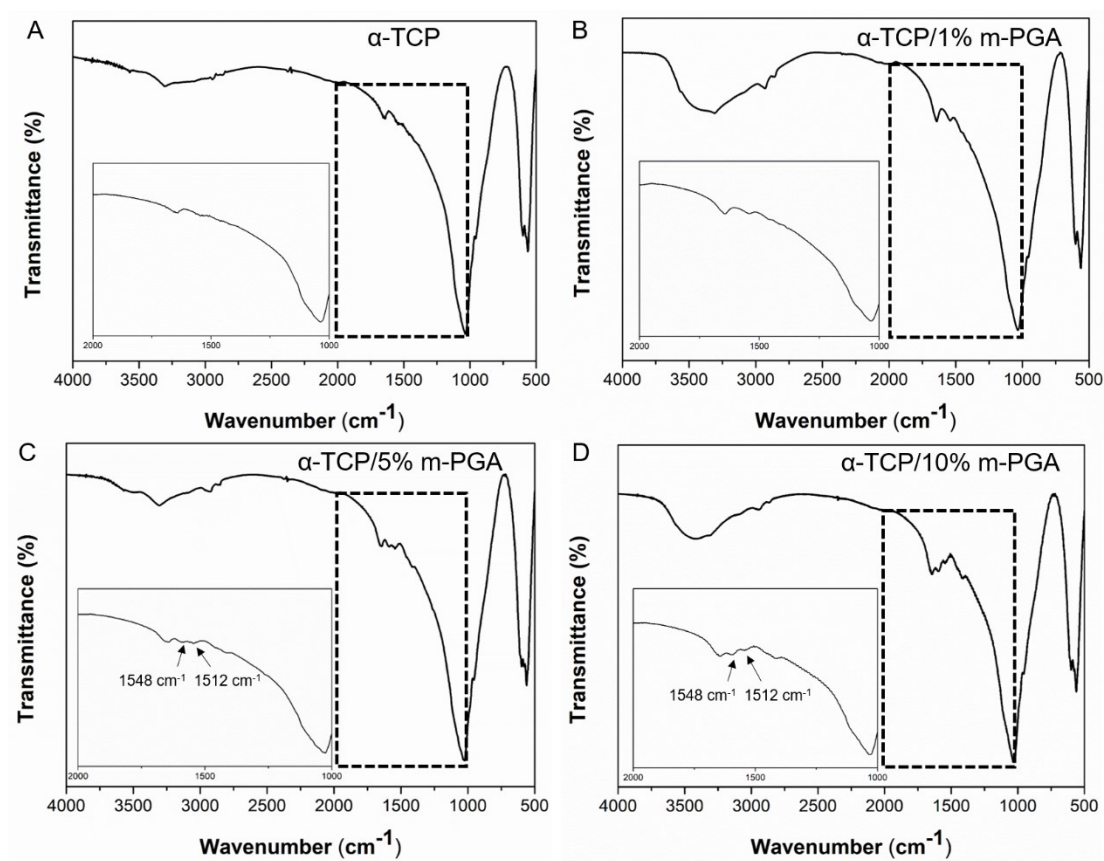 A
α-TCP
Transmittance (%)
2000 1500 1000
4000 3500 3000 2500 2000 1500 1000 500
Wavenumber (cm⁻¹)
B
α-TCP/1% m-PGA
Transmittance (%)
2000 1500 1000
4000 3500 3000 2500 2000 1500 1000 500
Wavenumber (cm⁻¹)
C
α-TCP/5% m-PGA
Transmittance (%)
1548 cm⁻¹ 1512 cm⁻¹
2000 1500 1000
4000 3500 3000 2500 2000 1500 1000 500
Wavenumber (cm⁻¹)
D
α-TCP/10% m-PGA
Transmittance (%)
1548 cm⁻¹ 1512 cm⁻¹
2000 1500 1000
4000 3500 3000 2500 2000 1500 1000 500
Wavenumber (cm⁻¹)